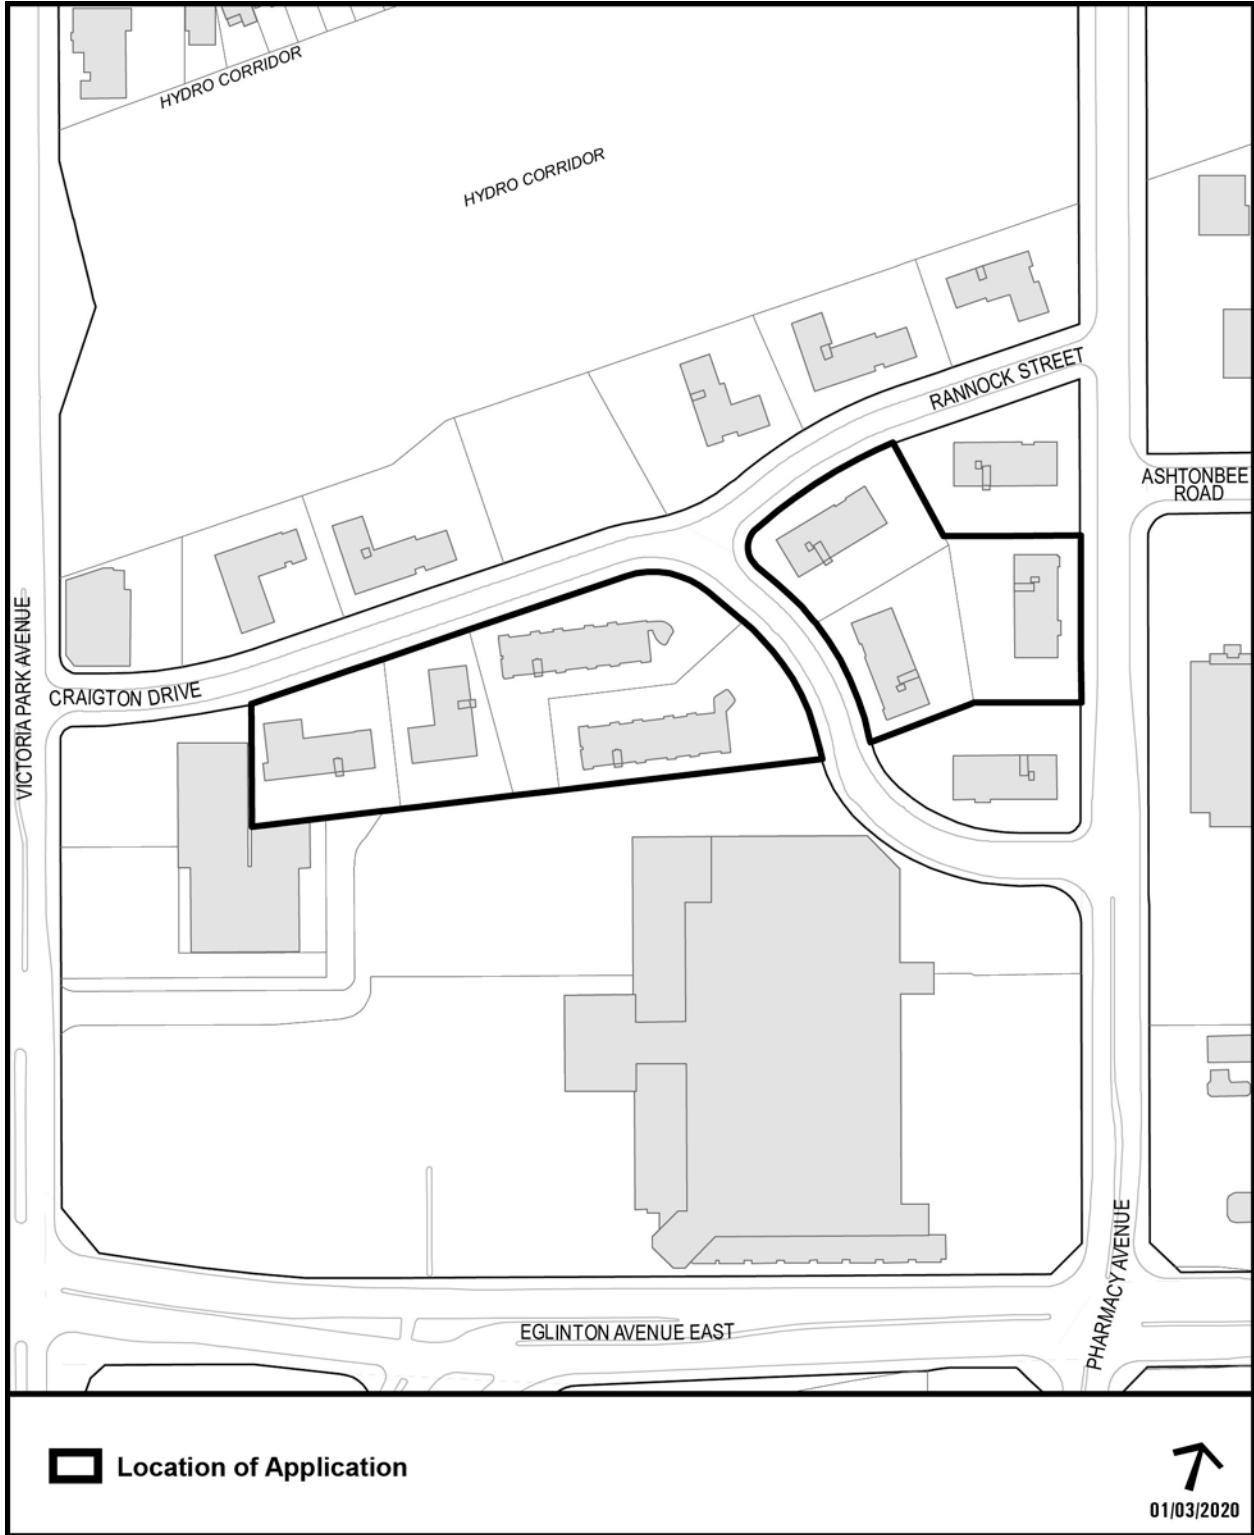 HYDRO CORRIDOR
HYDRO CORRIDOR
RANNOCK STREET
ASHTONBEE
ROAD
VICTORIA PARK AVENUE
CRAIGTON DRIVE
PHARMACY AVENUE
EGLINTON AVENUE EAST
Location of Application
01/03/2020